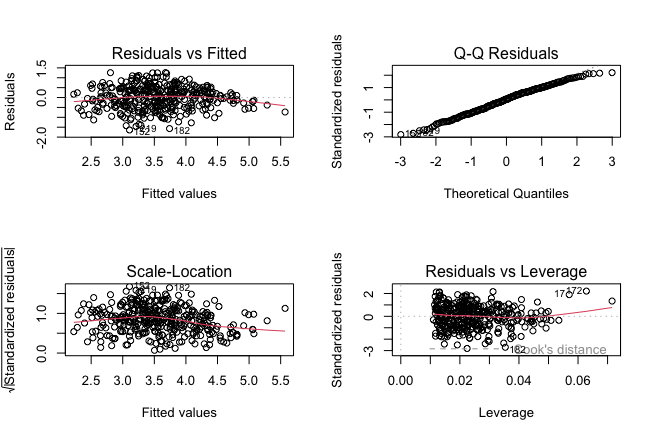 Residuals vs Fitted
Residuals
1.5
0.0
-2.0
219
152
182
2.5 3.0 3.5 4.0 4.5 5.0 5.5
Fitted values
Q-Q Residuals
Standardized residuals
1
-1
-3
-3 -2 -1 0 1 2 3
Theoretical Quantiles
Scale-Location
√|Standardized residuals|
1.0
0.0
182
2.5 3.0 3.5 4.0 4.5 5.0 5.5
Fitted values
Residuals vs Leverage
Standardized residuals
2
0
-3
172
182
Cook's distance
0.00 0.02 0.04 0.06
Leverage